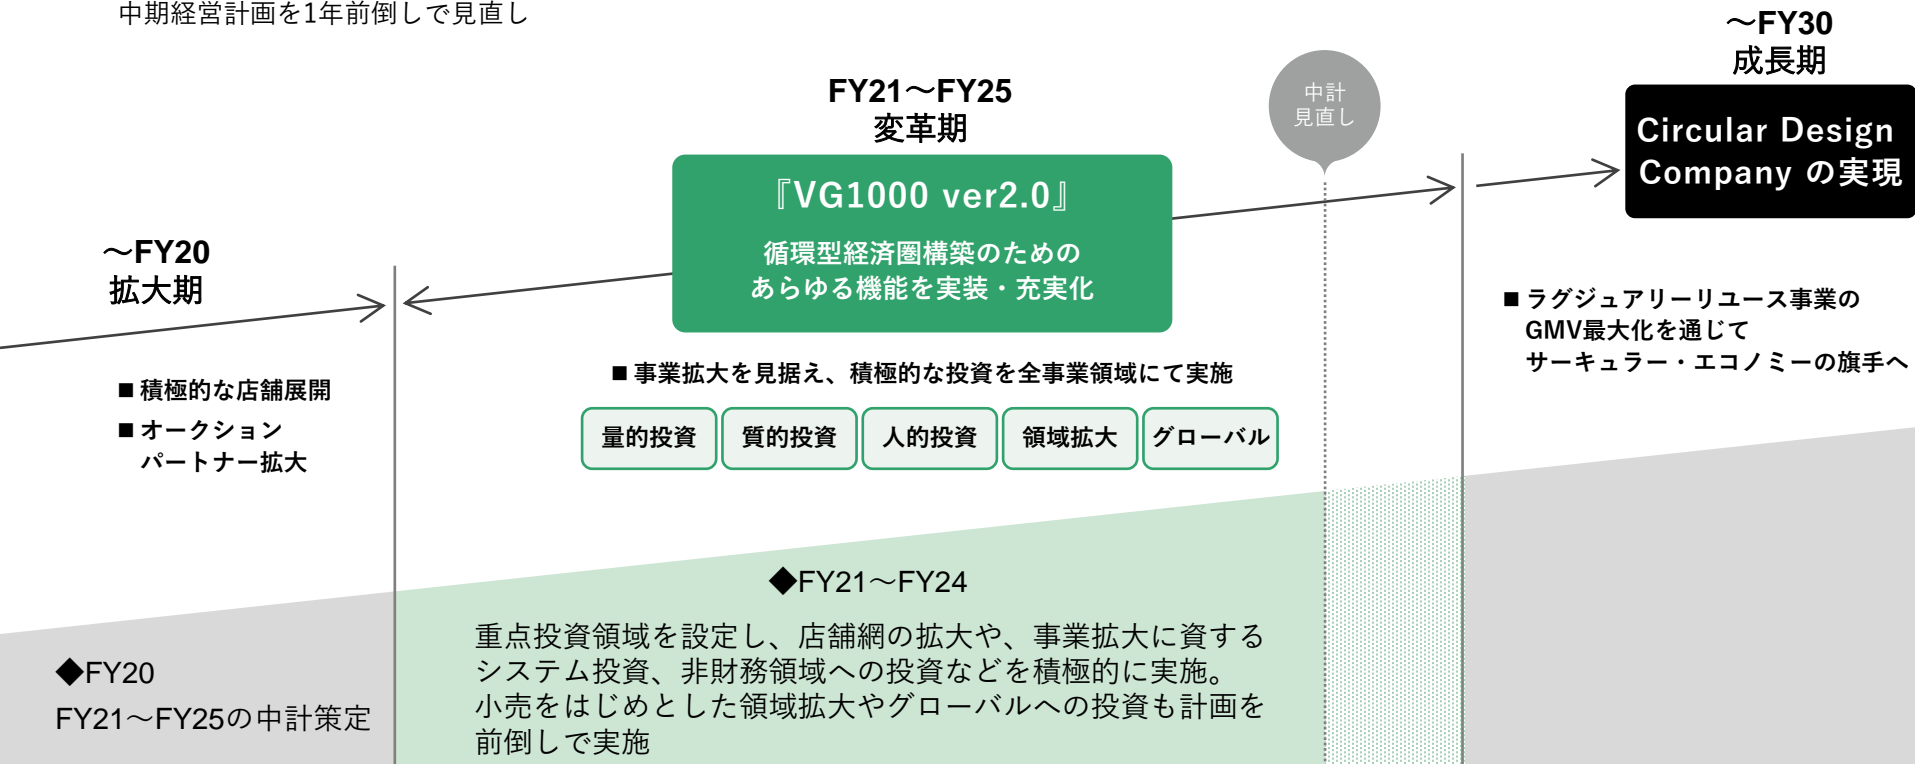 中期経営計画を1年前倒しで見直し
～FY20
拡大期
■ 積極的な店舗展開
■ オークション
パートナー拡大
FY21～FY25
変革期
『VG1000 ver2.0』
循環型経済圏構築のための
あらゆる機能を実装・充実化
■ 事業拡大を見据え、積極的な投資を全事業領域にて実施
量的投資
質的投資
人的投資
領域拡大
グローバル
中計
見直し
～FY30
成長期
Circular Design
Company の実現
■ ラグジュアリーリユース事業の
GMV最大化を通じて
サーキュラー・エコノミーの旗手へ
◆FY20
FY21～FY25の中計策定
◆FY21～FY24
重点投資領域を設定し、店舗網の拡大や、事業拡大に資する
システム投資、非財務領域への投資などを積極的に実施。
小売をはじめとした領域拡大やグローバルへの投資も計画を
前倒しで実施